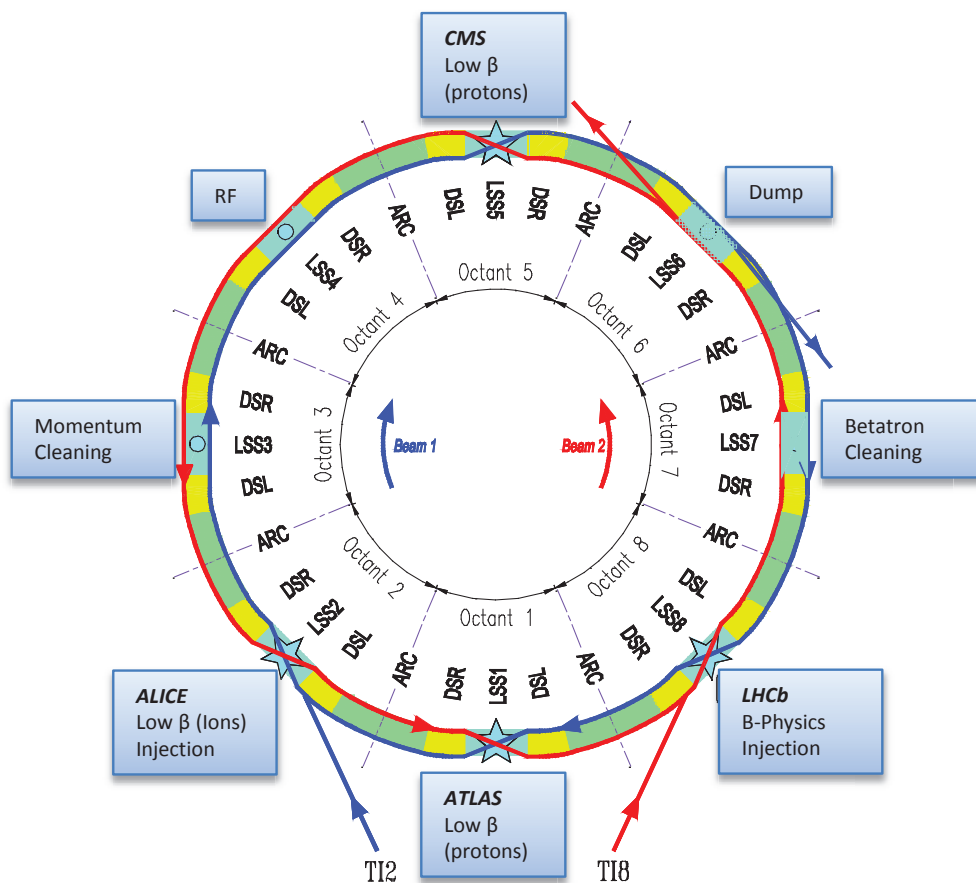 CMS
Low β
(protons)
RF
Dump
Momentum
Cleaning
Betatron
Cleaning
ALICE
Low β (Ions)
Injection
LHCb
B-Physics
Injection
ATLAS
Low β
(protons)
TI2
TI8
Beam 1
Beam 2
Octant 1
Octant 2
Octant 3
Octant 4
Octant 5
Octant 6
Octant 7
Octant 8
DSL
LSS5
DSR
ARC
DSL
LSS6
DSR
ARC
DSL
LSS7
DSR
ARC
DSL
LSS8
DSR
ARC
DSL
LSS1
DSR
ARC
DSL
LSS2
DSR
ARC
DSL
LSS3
DSR
ARC
DSL
LSS4
DSR
ARC